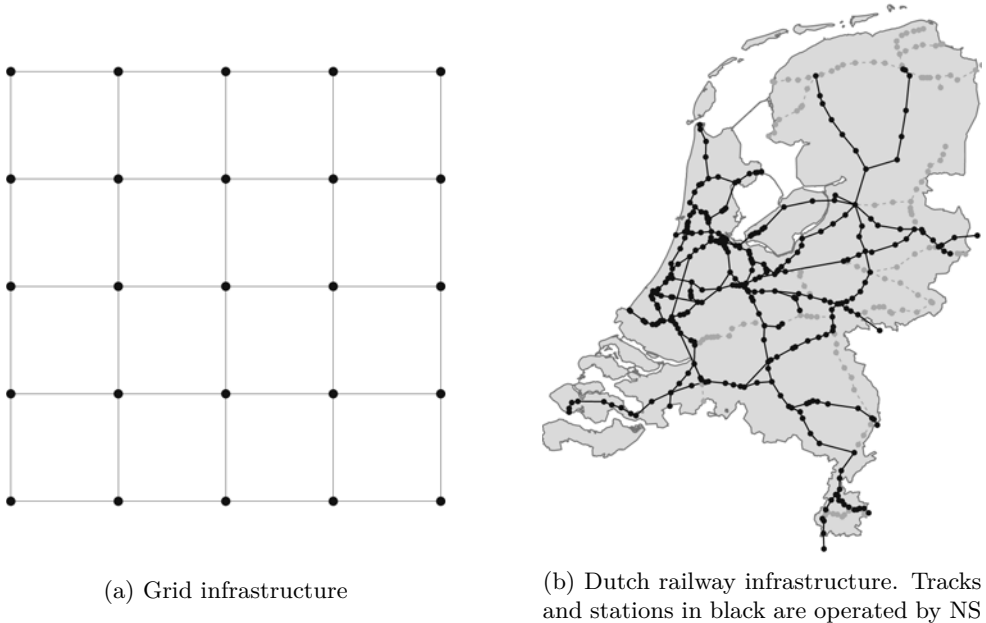 (a) Grid infrastructure
(b) Dutch railway infrastructure. Tracks
and stations in black are operated by NS